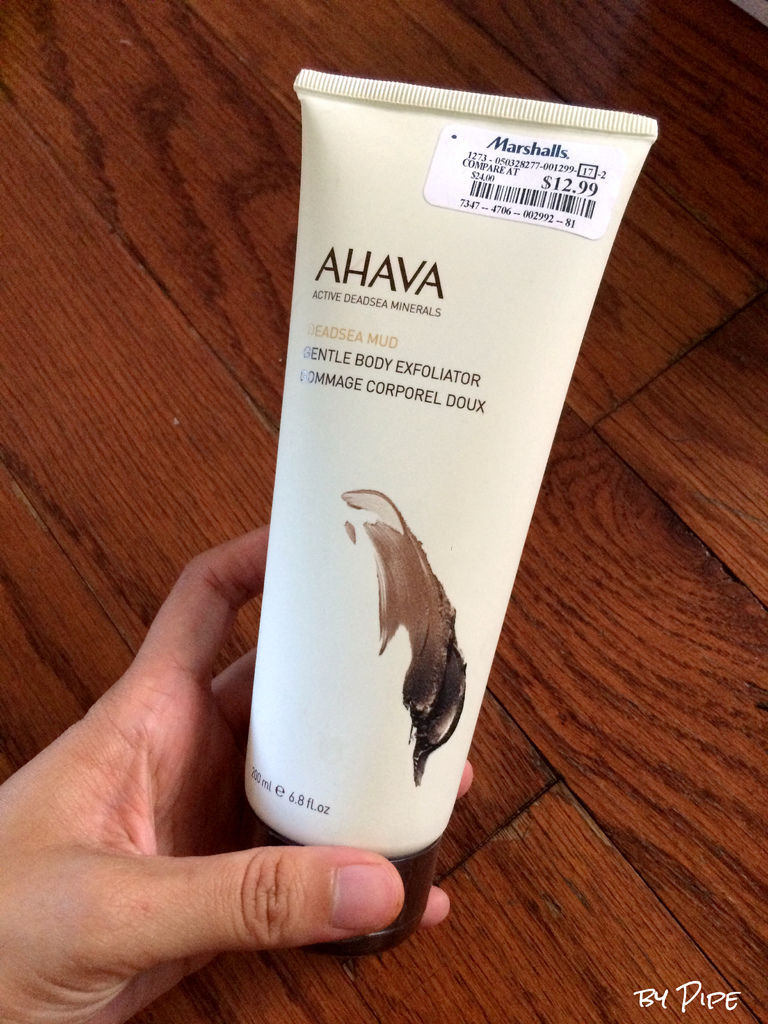 Marshalls.
1273 - 050328277-001299- 17 -2
COMPARE AT
$24.00
$12.99
7347 -- 4706 -- 002992 -- 81
AHAVA
ACTIVE DEADSEA MINERALS
DEADSEA MUD
GENTLE BODY EXFOLIATOR
GOMMAGE CORPOREL DOUX
200 ml ℮ 6.8 fl.oz
by Pipe